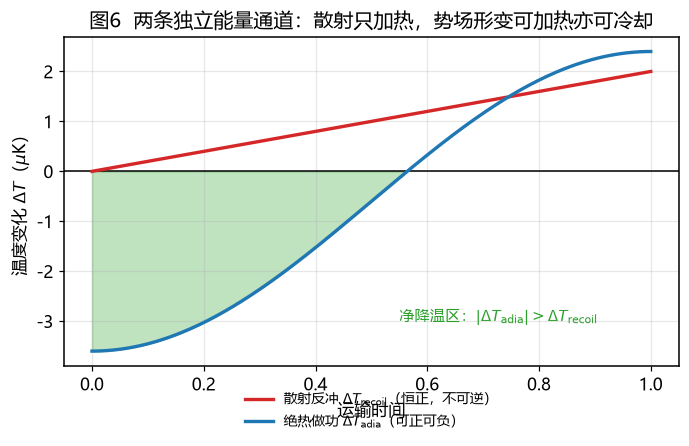 图6 两条独立能量通道：散射只加热，势场形变可加热亦可冷却
温度变化 ΔT（μK）
2
1
0
-1
-2
-3
净降温区：|ΔT_adia| > ΔT_recoil
0.0 0.2 0.4 0.6 0.8 1.0
运输时间
散射反冲 ΔT_recoil（恒正，不可逆）
绝热做功 ΔT_adia（可正可负）